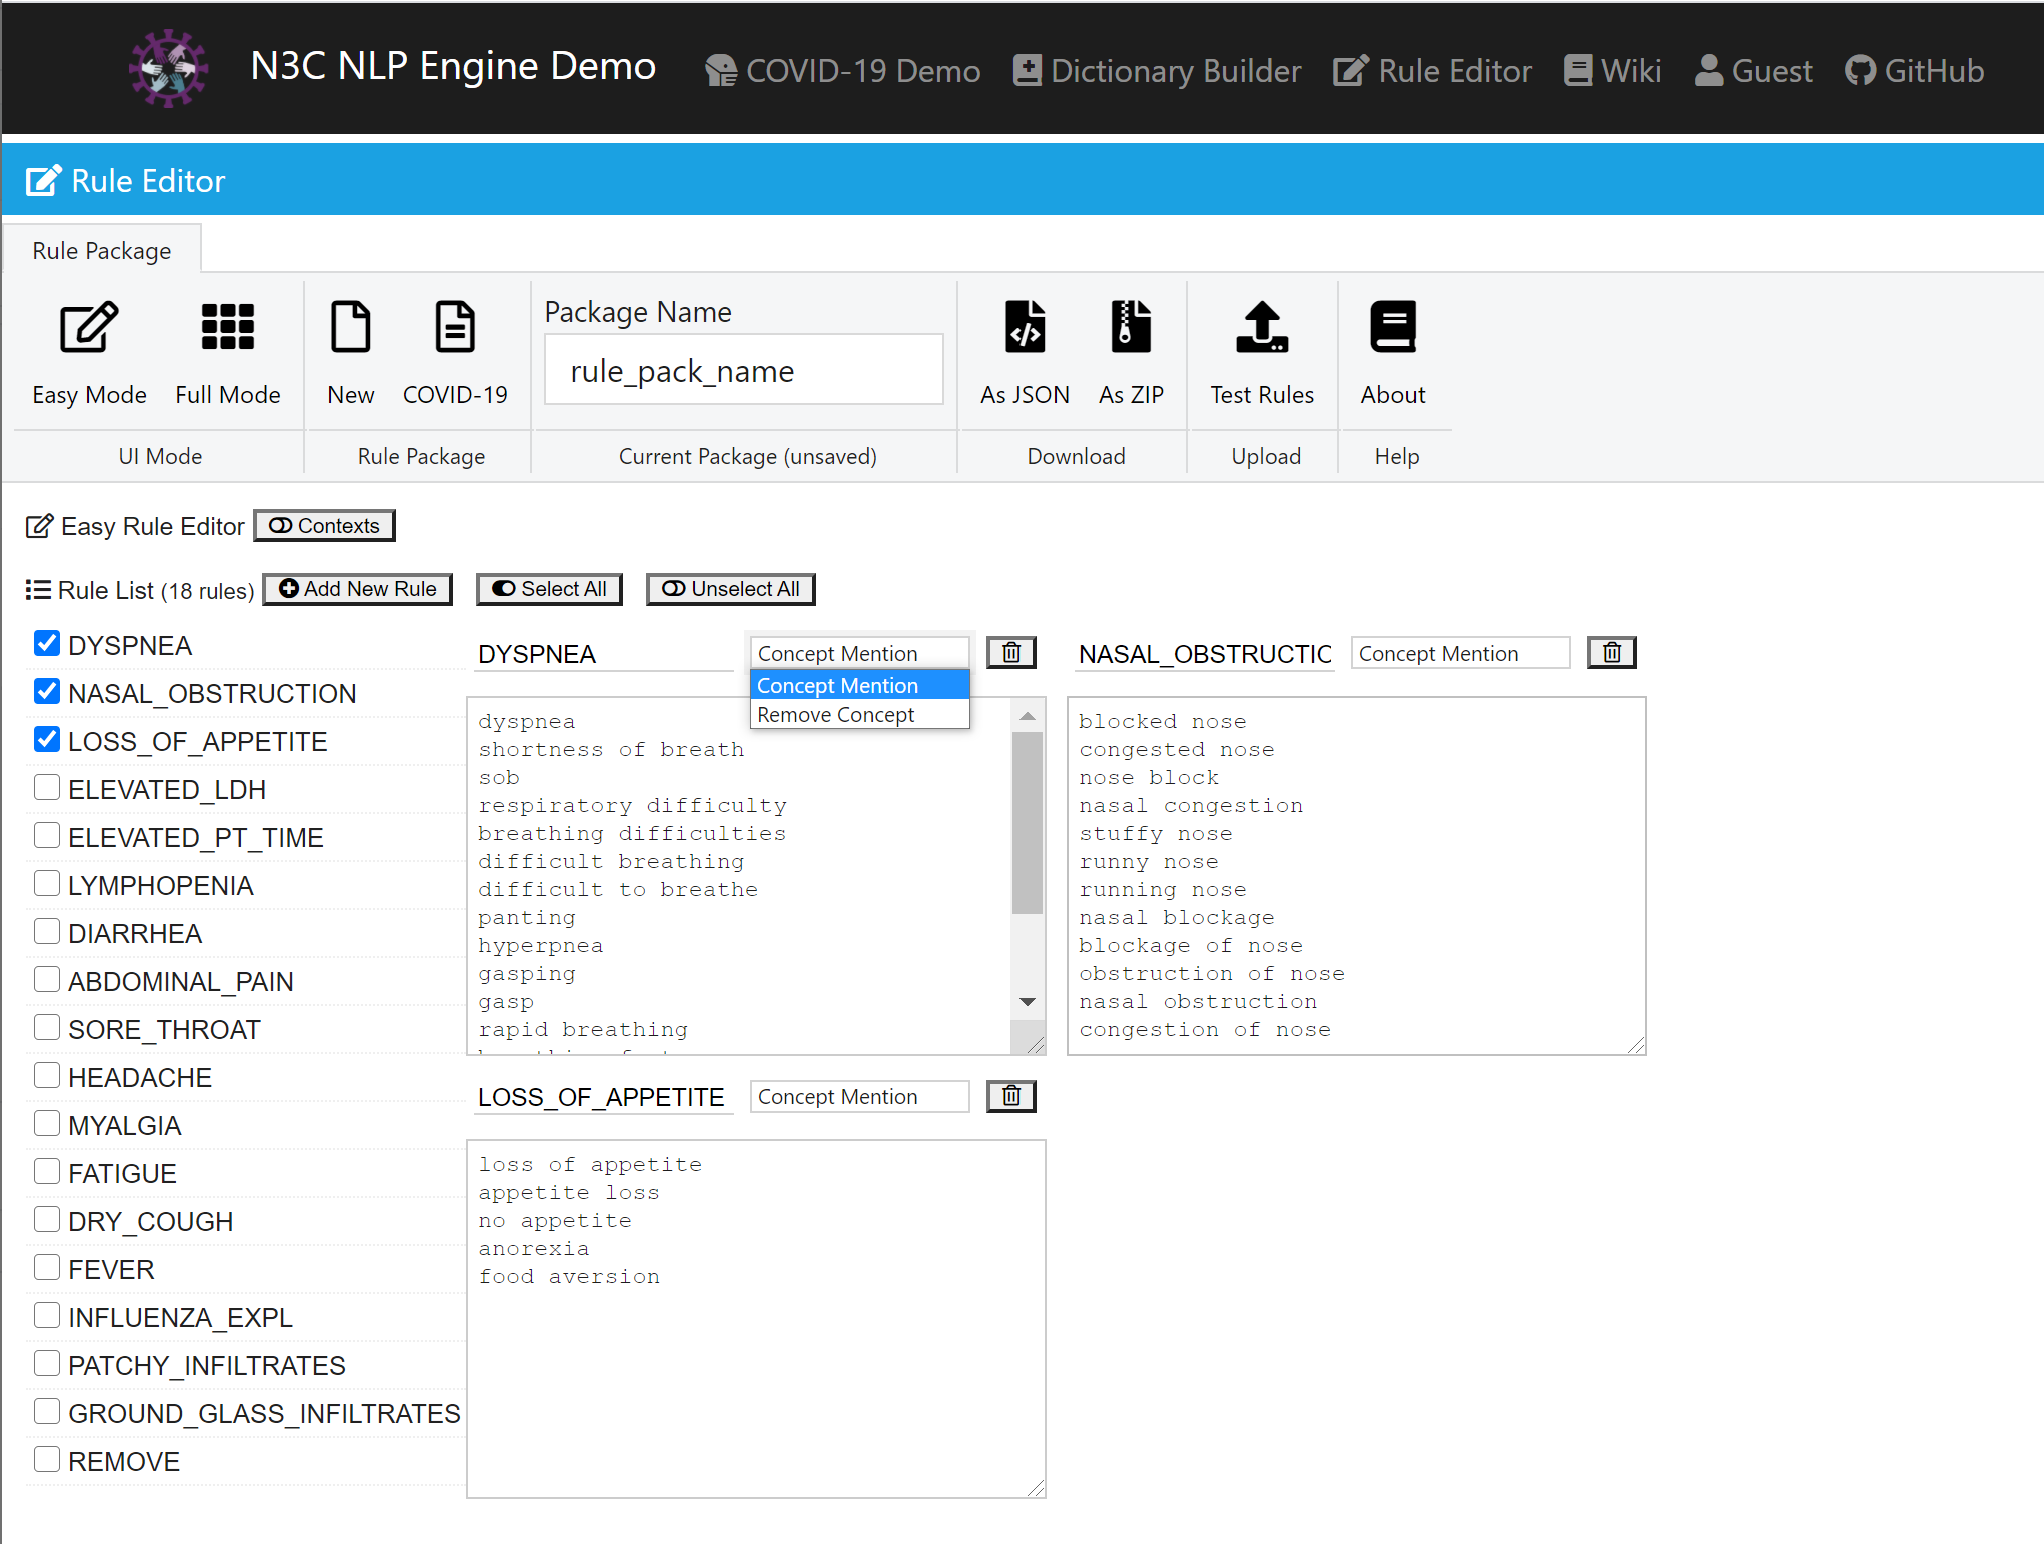 N3C NLP Engine Demo
COVID-19 Demo
Dictionary Builder
Rule Editor
Wiki
Guest
GitHub
Rule Editor
Rule Package
Easy Mode
Full Mode
UI Mode
New
COVID-19
Rule Package
Package Name
rule_pack_name
Current Package (unsaved)
As JSON
As ZIP
Download
Test Rules
Upload
About
Help
Easy Rule Editor
Contexts
Rule List (18 rules)
Add New Rule
Select All
Unselect All
DYSPNEA
NASAL_OBSTRUCTION
LOSS_OF_APPETITE
ELEVATED_LDH
ELEVATED_PT_TIME
LYMPHOPENIA
DIARRHEA
ABDOMINAL_PAIN
SORE_THROAT
HEADACHE
MYALGIA
FATIGUE
DRY_COUGH
FEVER
INFLUENZA_EXPL
PATCHY_INFILTRATES
GROUND_GLASS_INFILTRATES
REMOVE
DYSPNEA
Concept Mention
Concept Mention
Remove Concept
dyspnea
shortness of breath
sob
respiratory difficulty
breathing difficulties
difficult breathing
difficult to breathe
panting
hyperpnea
gasping
gasp
rapid breathing
NASAL_OBSTRUCTIO
Concept Mention
blocked nose
congested nose
nose block
nasal congestion
stuffy nose
runny nose
running nose
nasal blockage
blockage of nose
obstruction of nose
nasal obstruction
congestion of nose
LOSS_OF_APPETITE
Concept Mention
loss of appetite
appetite loss
no appetite
anorexia
food aversion